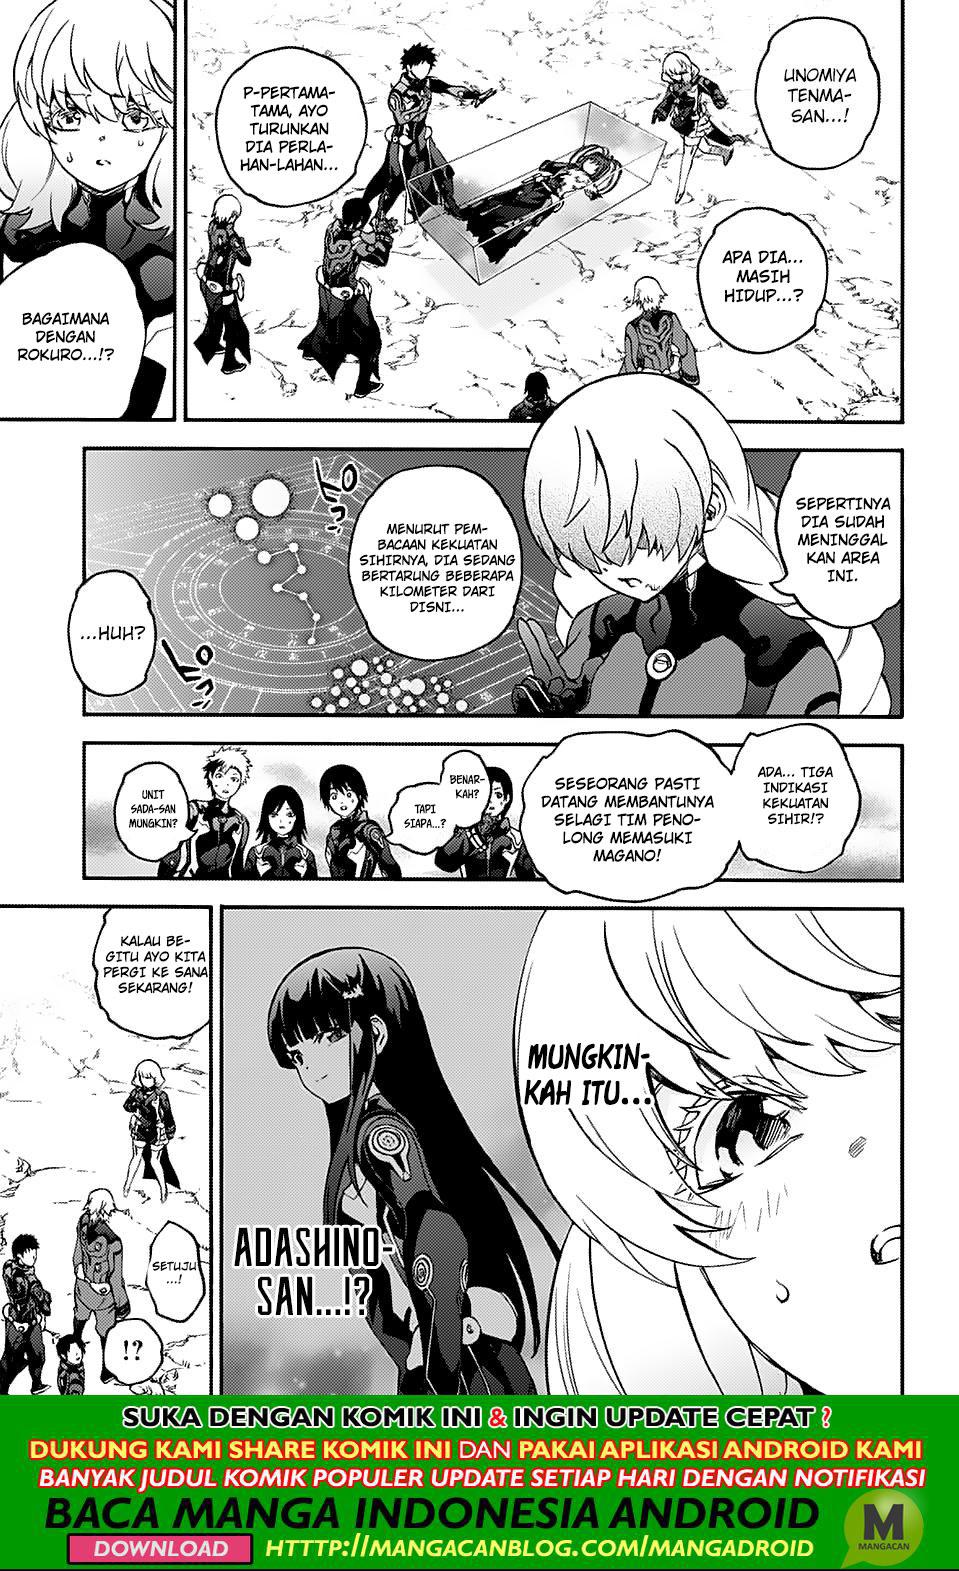 UNOMIYA
TENMA-
SAN...!
P-PERTAMA-
TAMA, AYO
TURUNKAN
DIA PERLA-
HAN-LAHAN...
APA DIA...
MASIH
HIDUP...?
BAGAIMANA
DENGAN
ROKURO...!?
SEPERTINYA
DIA SUDAH
MENINGGAL
KAN AREA
INI.
MENURUT PEM-
BACAAN KEKUATAN
SIHIRNYA, DIA SEDANG
BERTARUNG BEBERAPA
KILOMETER DARI
DISNI...
...HUH?
ADA... TIGA
INDIKASI
KEKUATAN
SIHIR!?
SESEORANG PASTI
DATANG MEMBANTUNYA
SELAGI TIM PENO-
LONG MEMASUKI
MAGANO!
BENAR-
KAH?
TAPI
SIAPA...?
UNIT
SADA-SAN
MUNGKIN?
MUNGKIN-
KAH ITU...
ADASHINO-
SAN...!?
KALAU BE-
GITU AYO KITA
PERGI KE SANA
SEKARANG!
SETUJU
...!
!?
SUKA DENGAN KOMIK INI & INGIN UPDATE CEPAT ?
DUKUNG KAMI SHARE KOMIK INI DAN PAKAI APLIKASI ANDROID KAMI
BANYAK JUDUL KOMIK POPULER UPDATE SETIAP HARI DENGAN NOTIFIKASI
BACA MANGA INDONESIA ANDROID
DOWNLOAD HTTTP://MANGACANBLOG.COM/MANGADROID
M
MANGACAN